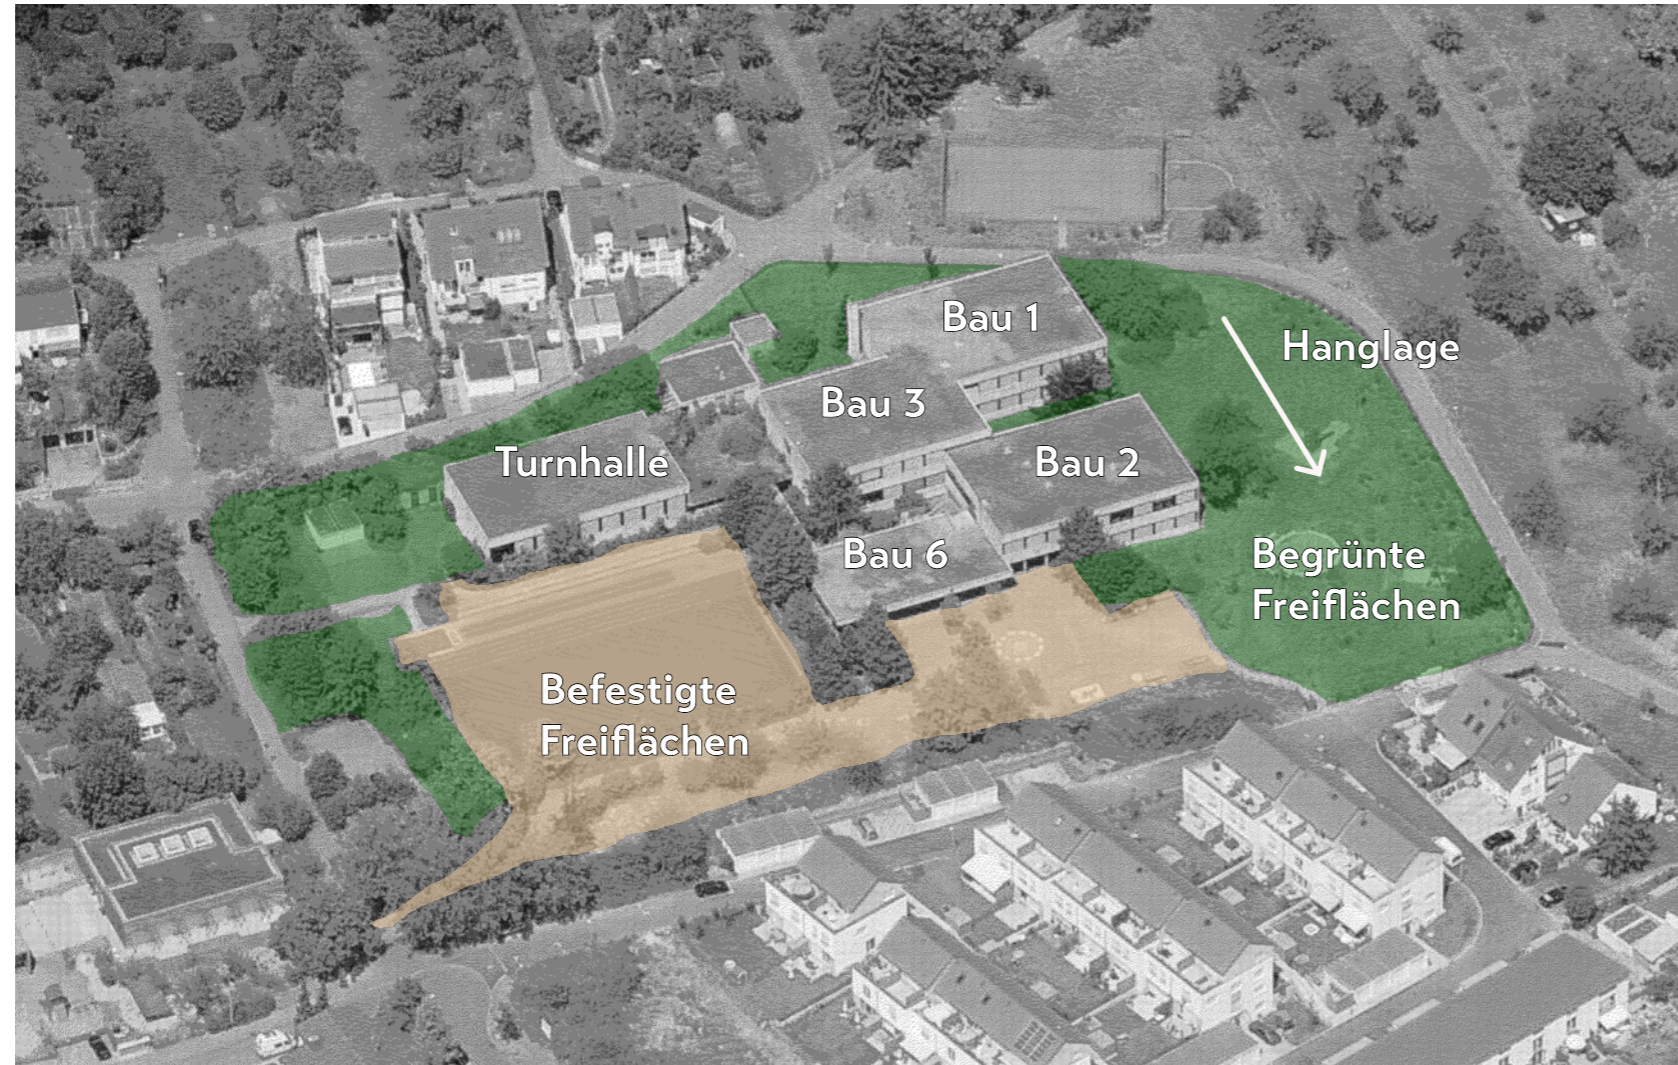 Bau 1
Hanglage
Bau 3
Turnhalle
Bau 2
Bau 6
Begrünte
Freiflächen
Befestigte
Freiflächen